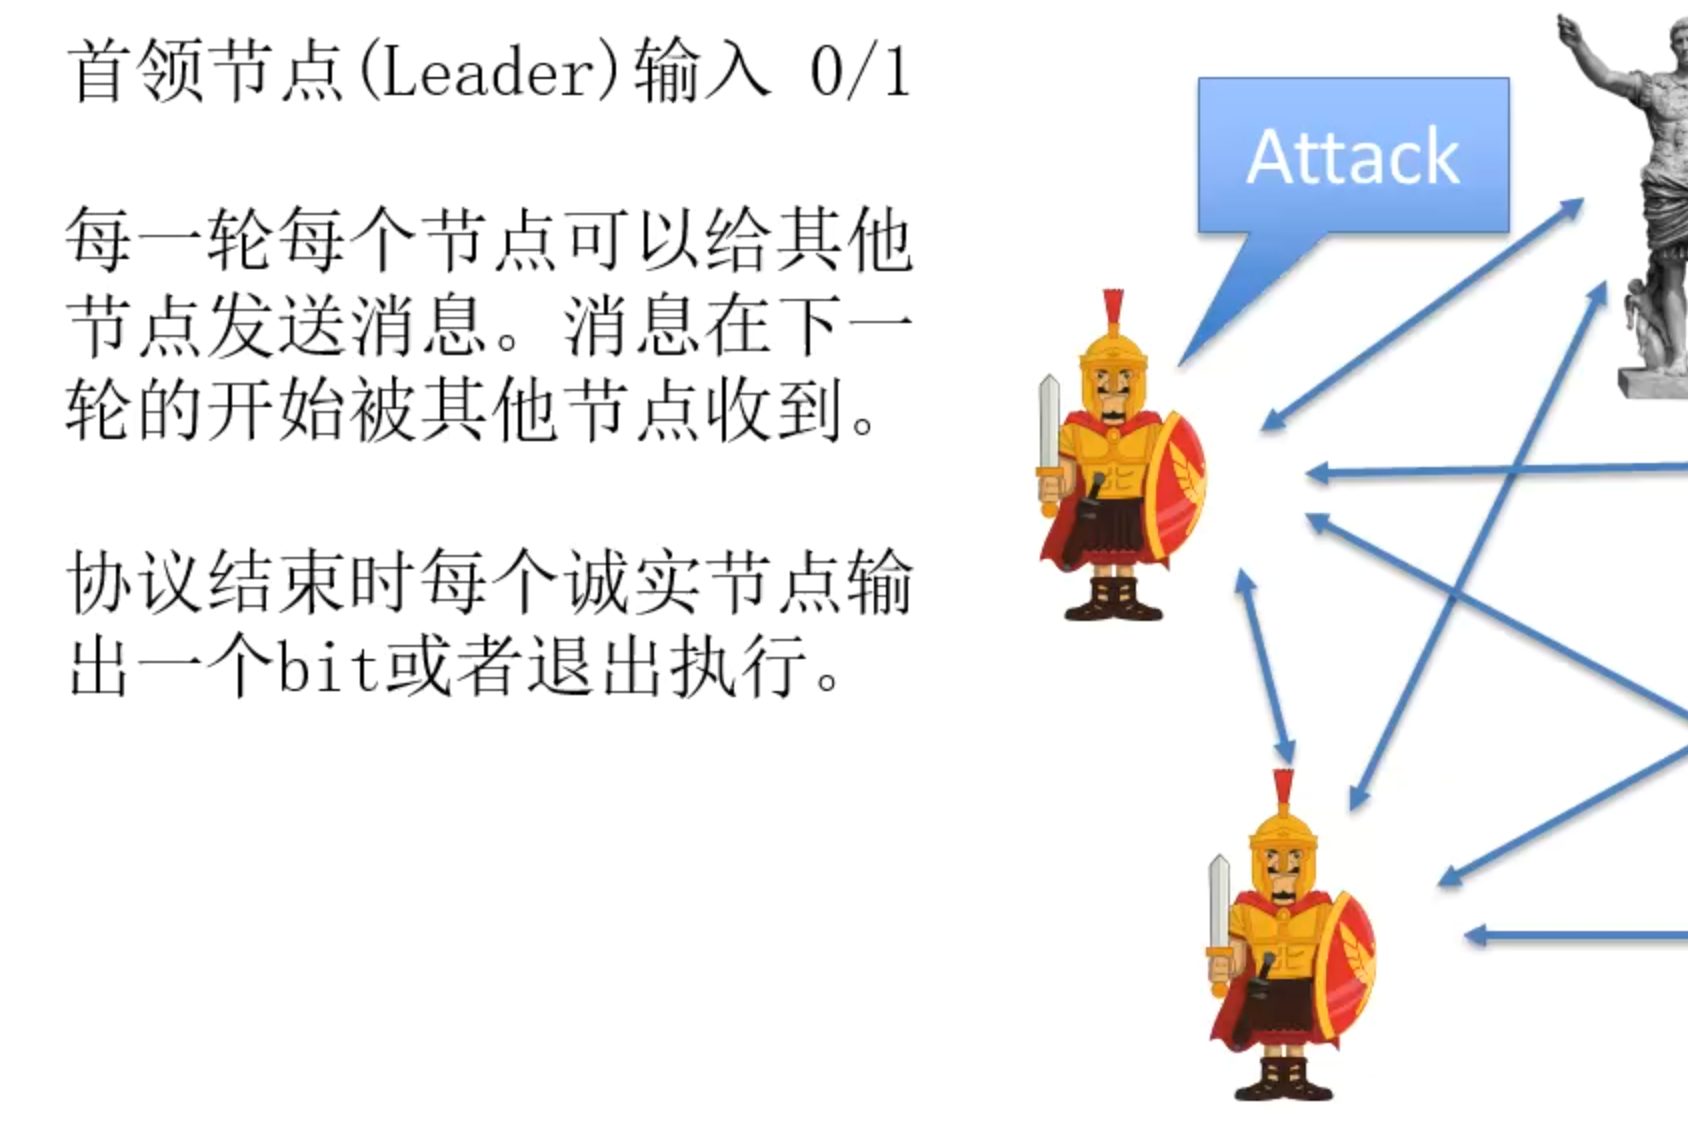 首领节点(Leader)输入 0/1
每一轮每个节点可以给其他
节点发送消息。消息在下一
轮的开始被其他节点收到。
协议结束时每个诚实节点输
出一个bit或者退出执行。
Attack